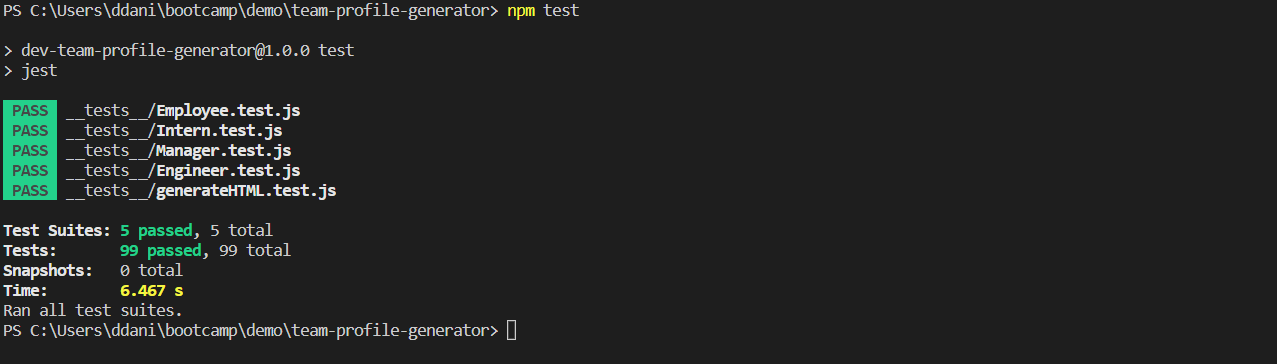 PS C:\Users\ddani\bootcamp\demo\team-profile-generator> npm test
> dev-team-profile-generator@1.0.0 test
> jest
PASS __tests__/Employee.test.js
PASS __tests__/Intern.test.js
PASS __tests__/Manager.test.js
PASS __tests__/Engineer.test.js
PASS __tests__/generateHTML.test.js
Test Suites: 5 passed, 5 total
Tests: 99 passed, 99 total
Snapshots: 0 total
Time: 6.467 s
Ran all test suites.
PS C:\Users\ddani\bootcamp\demo\team-profile-generator>